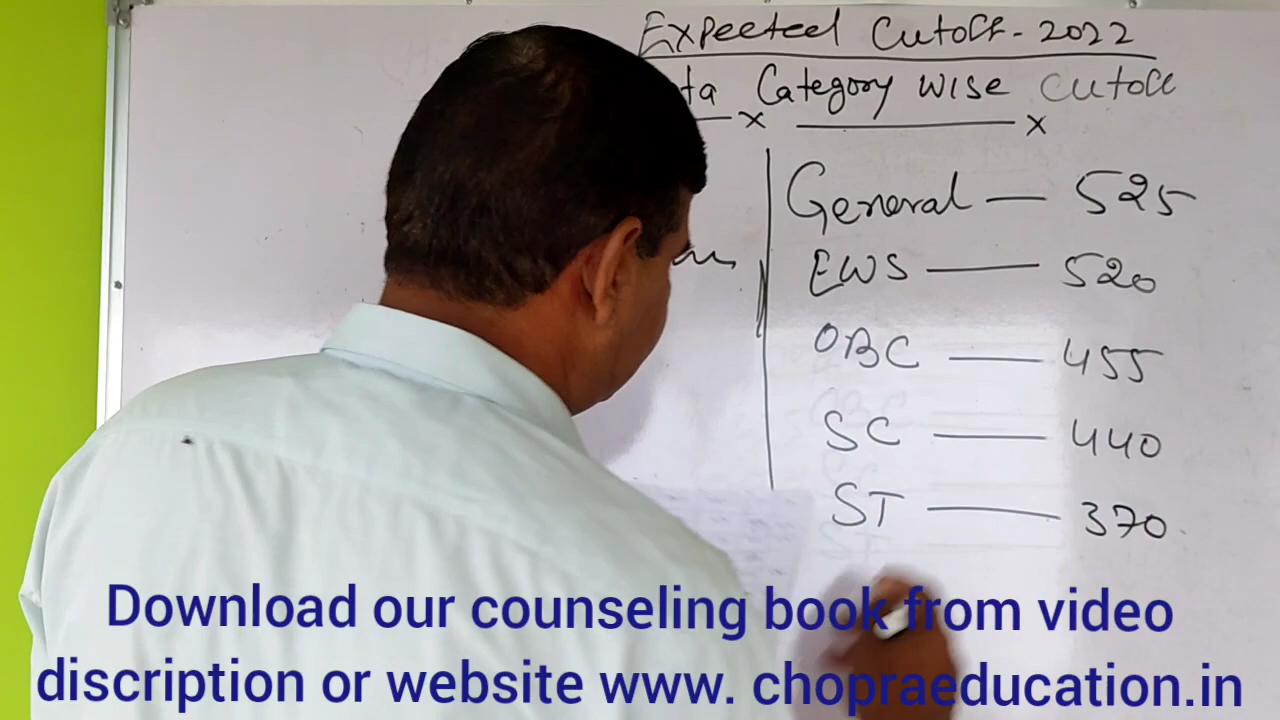 Expected Cutoff - 2022
ta Category wise cutoff
General — 525
EWS — 520
OBC — 455
SC — 440
ST — 370
Download our counseling book from video
discription or website www. chopraeducation.in